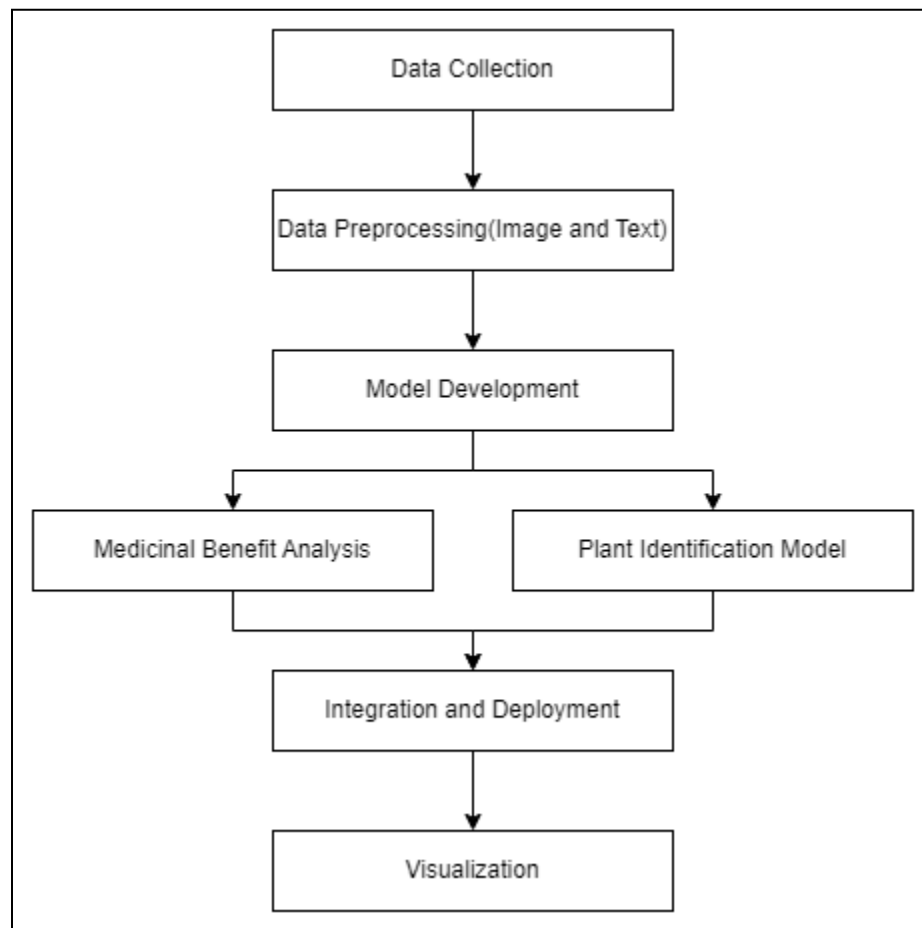 Data Collection
Data Preprocessing(Image and Text)
Model Development
Medicinal Benefit Analysis
Plant Identification Model
Integration and Deployment
Visualization